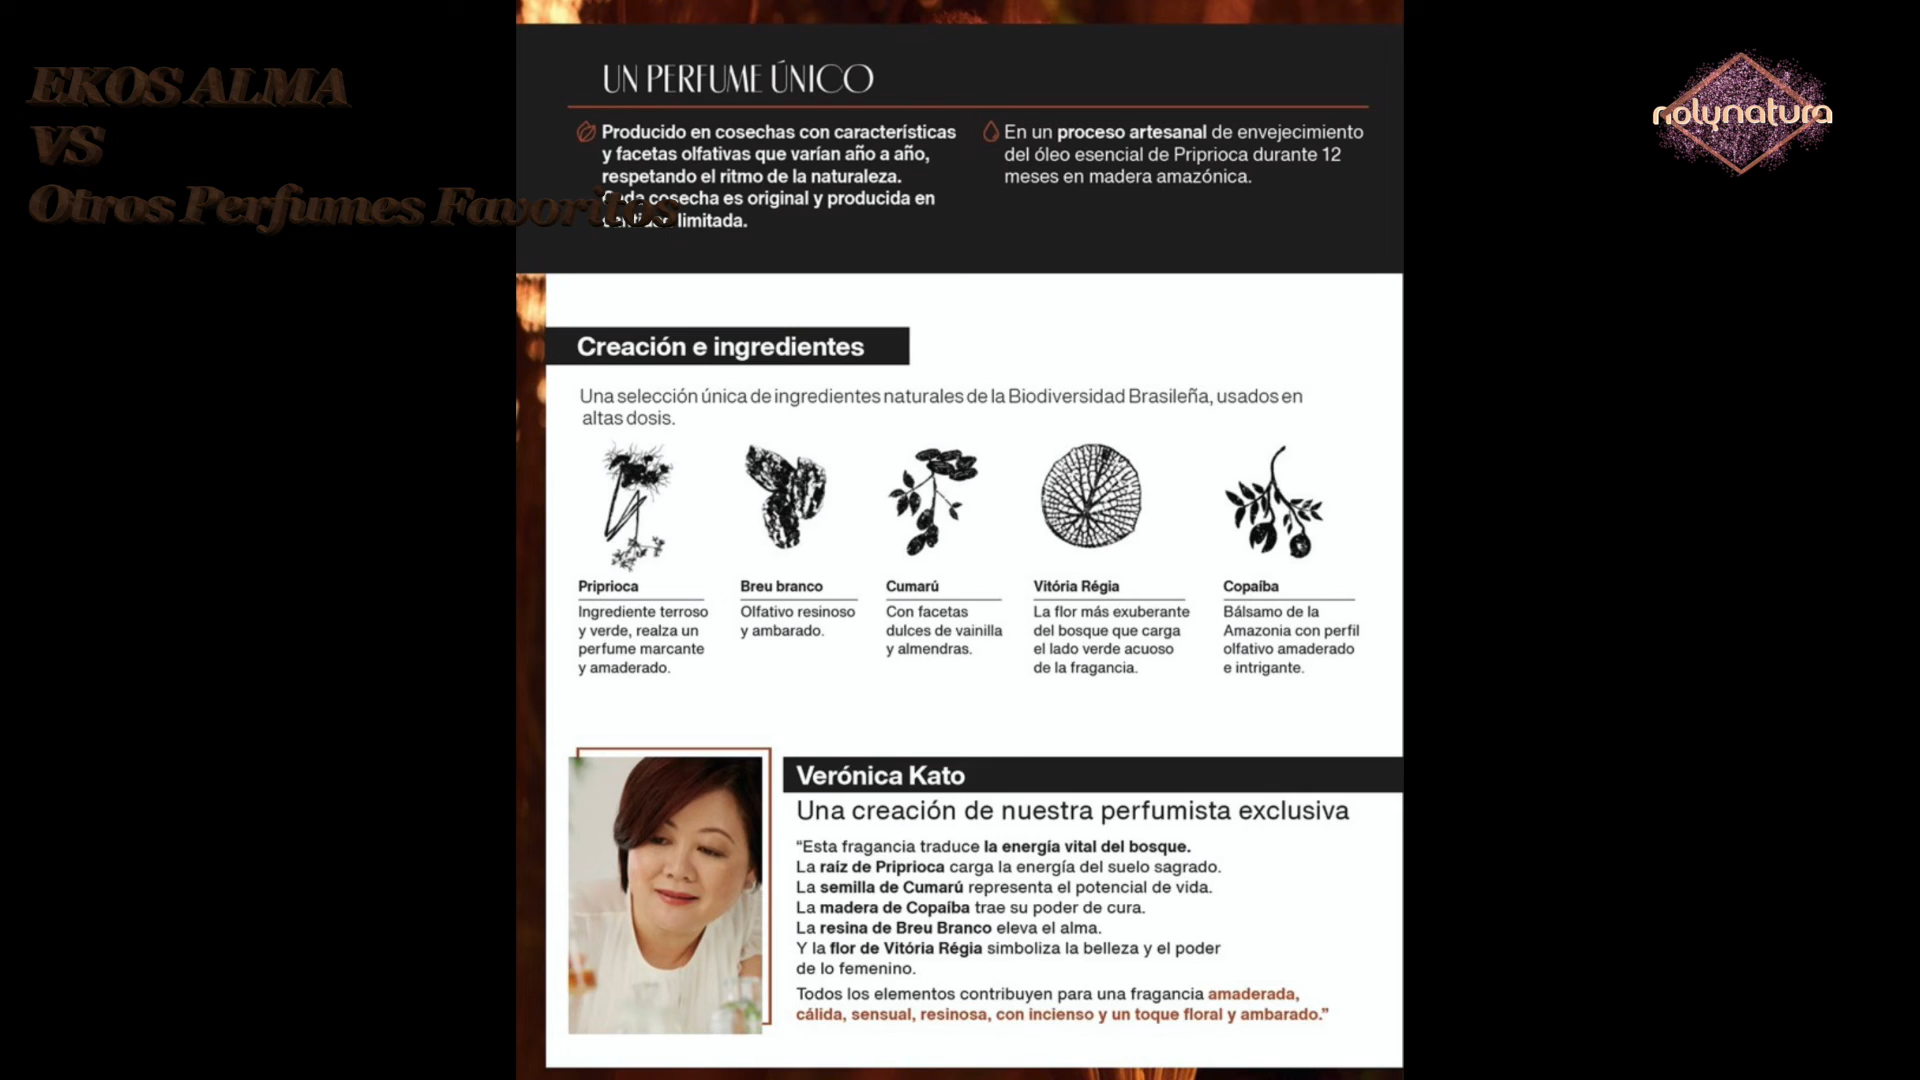 EKOS ALMA
VS
Otros Perfumes Favoritos
nolynatura
UN PERFUME ÚNICO
Producido en cosechas con características
y facetas olfativas que varían año a año,
respetando el ritmo de la naturaleza.
Cada cosecha es original y producida en
limitada.
En un proceso artesanal de envejecimiento
del óleo esencial de Priprioca durante 12
meses en madera amazónica.
Creación e ingredientes
Una selección única de ingredientes naturales de la Biodiversidad Brasileña, usados en
altas dosis.
Priprioca
Ingrediente terroso
y verde, realza un
perfume marcante
y amaderado.
Breu branco
Olfativo resinoso
y ambarado.
Cumarú
Con facetas
dulces de vainilla
y almendras.
Vitória Régia
La flor más exuberante
del bosque que carga
el lado verde acuoso
de la fragancia.
Copaíba
Bálsamo de la
Amazonia con perfil
olfativo amaderado
e intrigante.
Verónica Kato
Una creación de nuestra perfumista exclusiva
“Esta fragancia traduce la energía vital del bosque.
La raíz de Priprioca carga la energía del suelo sagrado.
La semilla de Cumarú representa el potencial de vida.
La madera de Copaíba trae su poder de cura.
La resina de Breu Branco eleva el alma.
Y la flor de Vitória Régia simboliza la belleza y el poder
de lo femenino.
Todos los elementos contribuyen para una fragancia amaderada,
cálida, sensual, resinosa, con incienso y un toque floral y ambarado.”